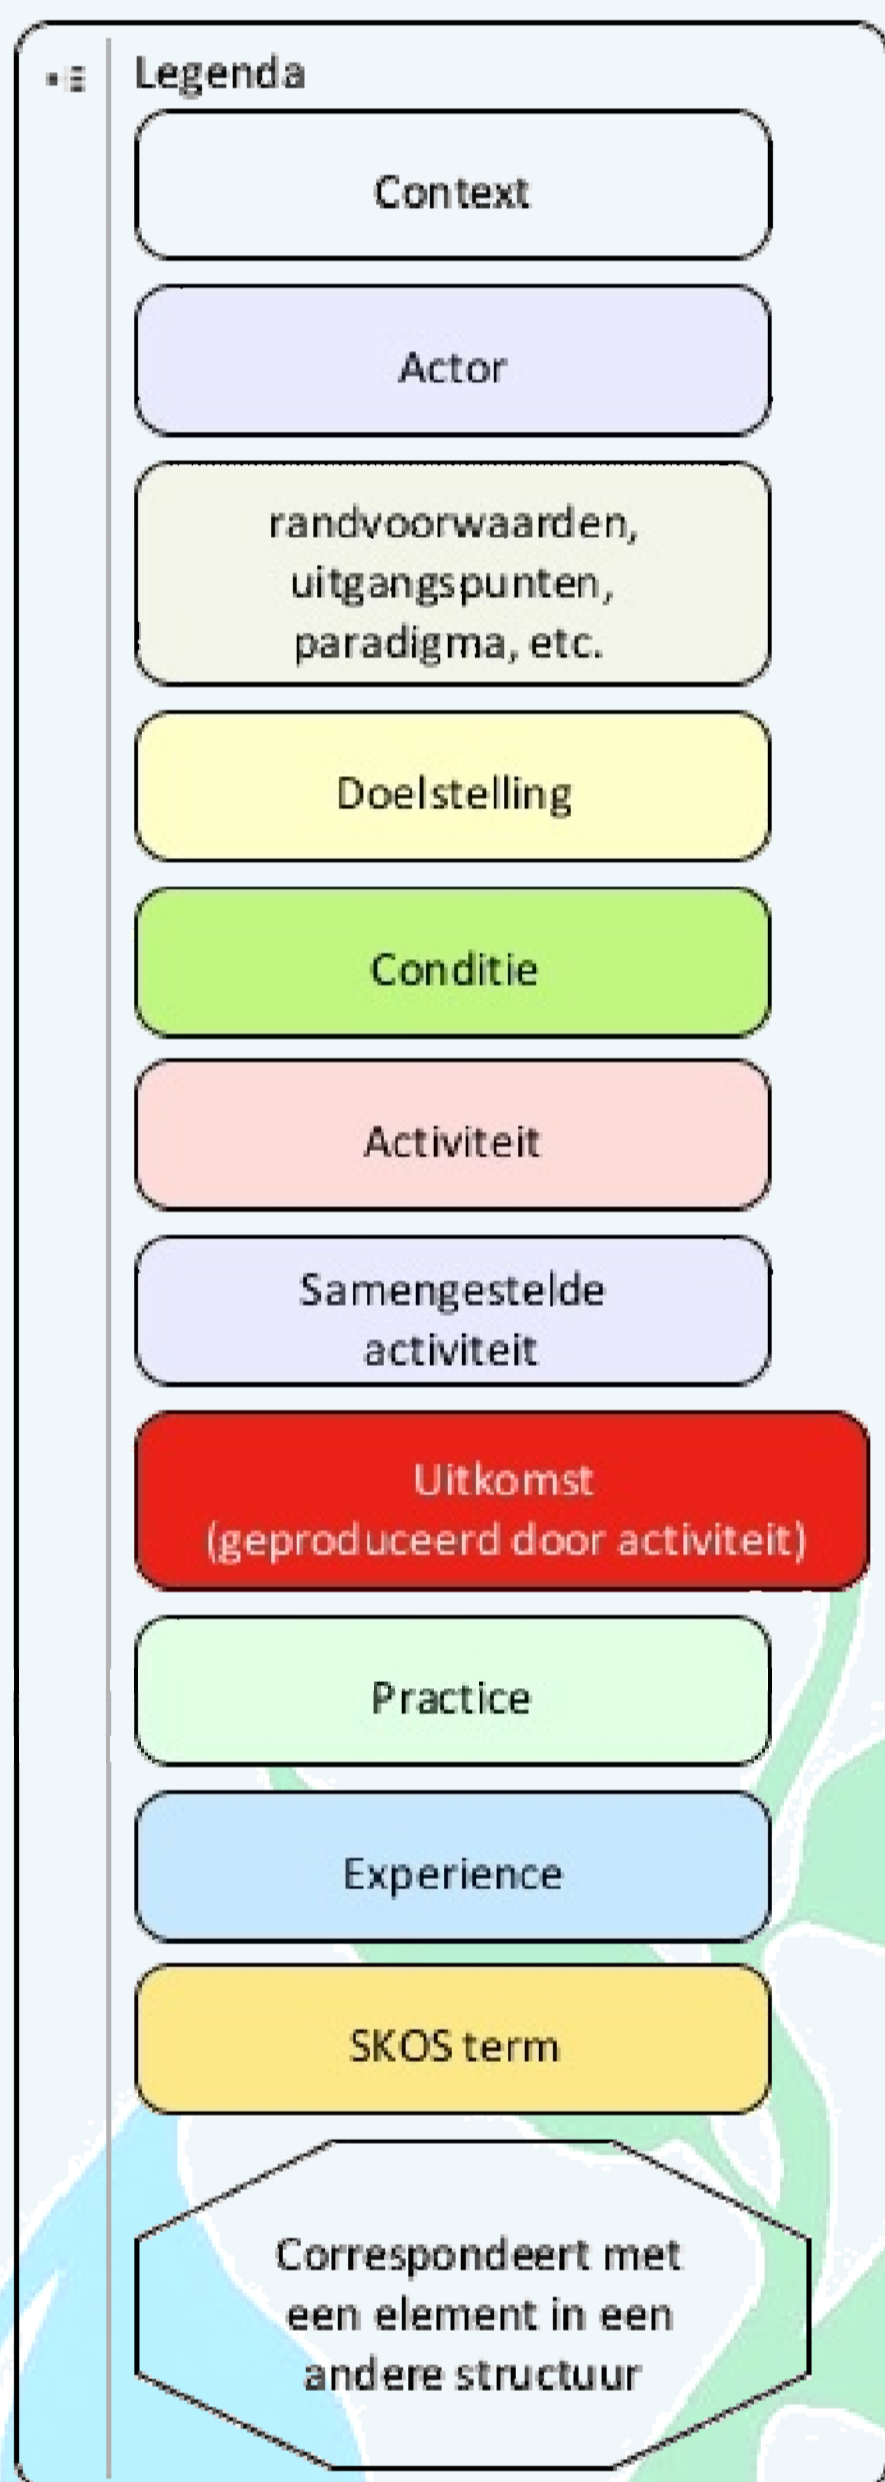 Legenda
Context
Actor
randvoorwaarden,
uitgangspunten,
paradigma, etc.
Doelstelling
Conditie
Activiteit
Samengestelde
activiteit
Uitkomst
(geproduceerd door activiteit)
Practice
Experience
SKOS term
Correspondeert met
een element in een
andere structuur